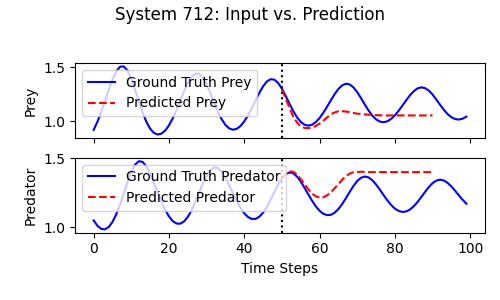 System 712: Input vs. Prediction
1.5
1.0
Prey
Ground Truth Prey
Predicted Prey
1.5
1.0
Predator
Ground Truth Predator
Predicted Predator
0
20
40
60
80
100
Time Steps